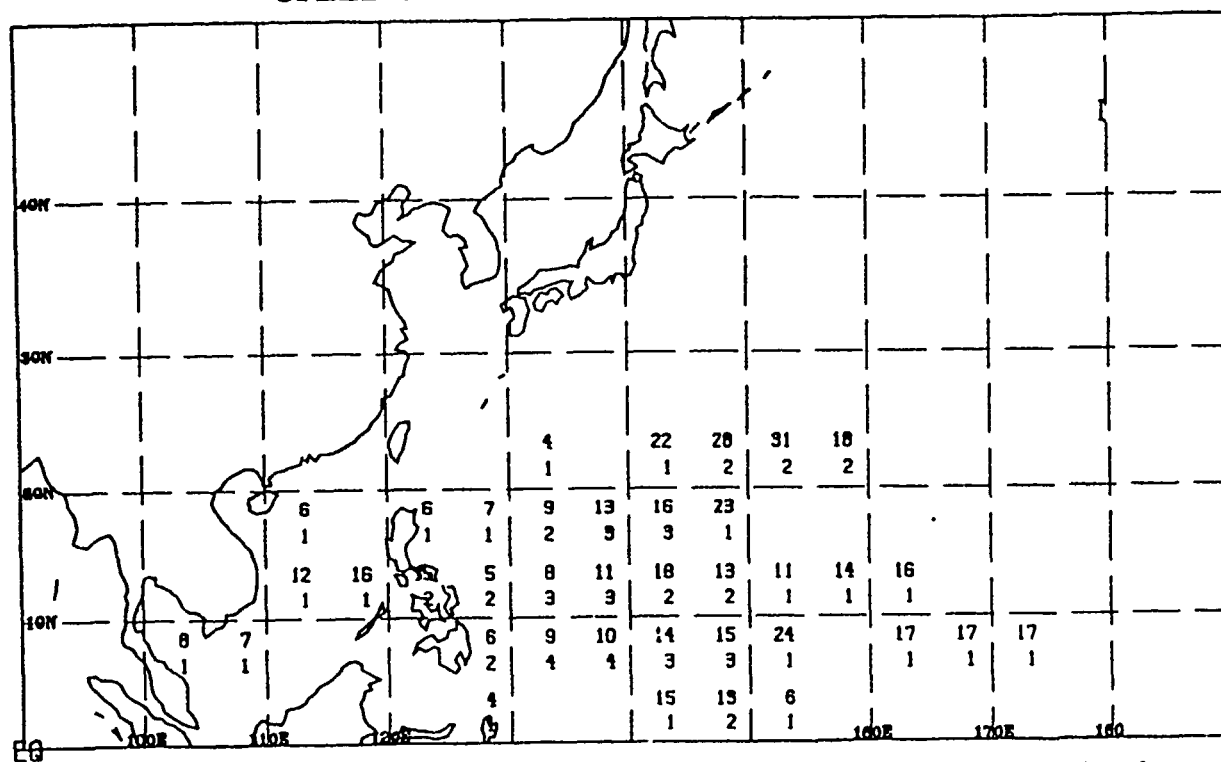 40N
30N
4 22 28 31 18
1 1 2 2 2
20N
6 6 7 9 13 16 23
1 1 1 2 3 3 1
12 16 15 5 8 11 18 13 11 14 16
1 1 2 2 3 3 2 2 1 1 1
10N
8 7 6 9 10 14 15 24 17 17 17
1 1 2 4 4 3 3 1 1 1 1
4 15 13 6
1 2 1
EQ 100E 110E 120E 160E 170E 180